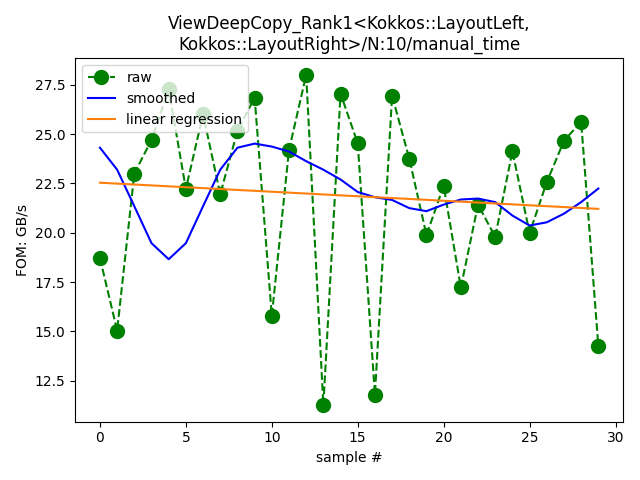 ViewDeepCopy_Rank1<Kokkos::LayoutLeft,
Kokkos::LayoutRight>/N:10/manual_time
raw
smoothed
linear regression
FOM: GB/s
27.5
25.0
22.5
20.0
17.5
15.0
12.5
0 5 10 15 20 25 30
sample #